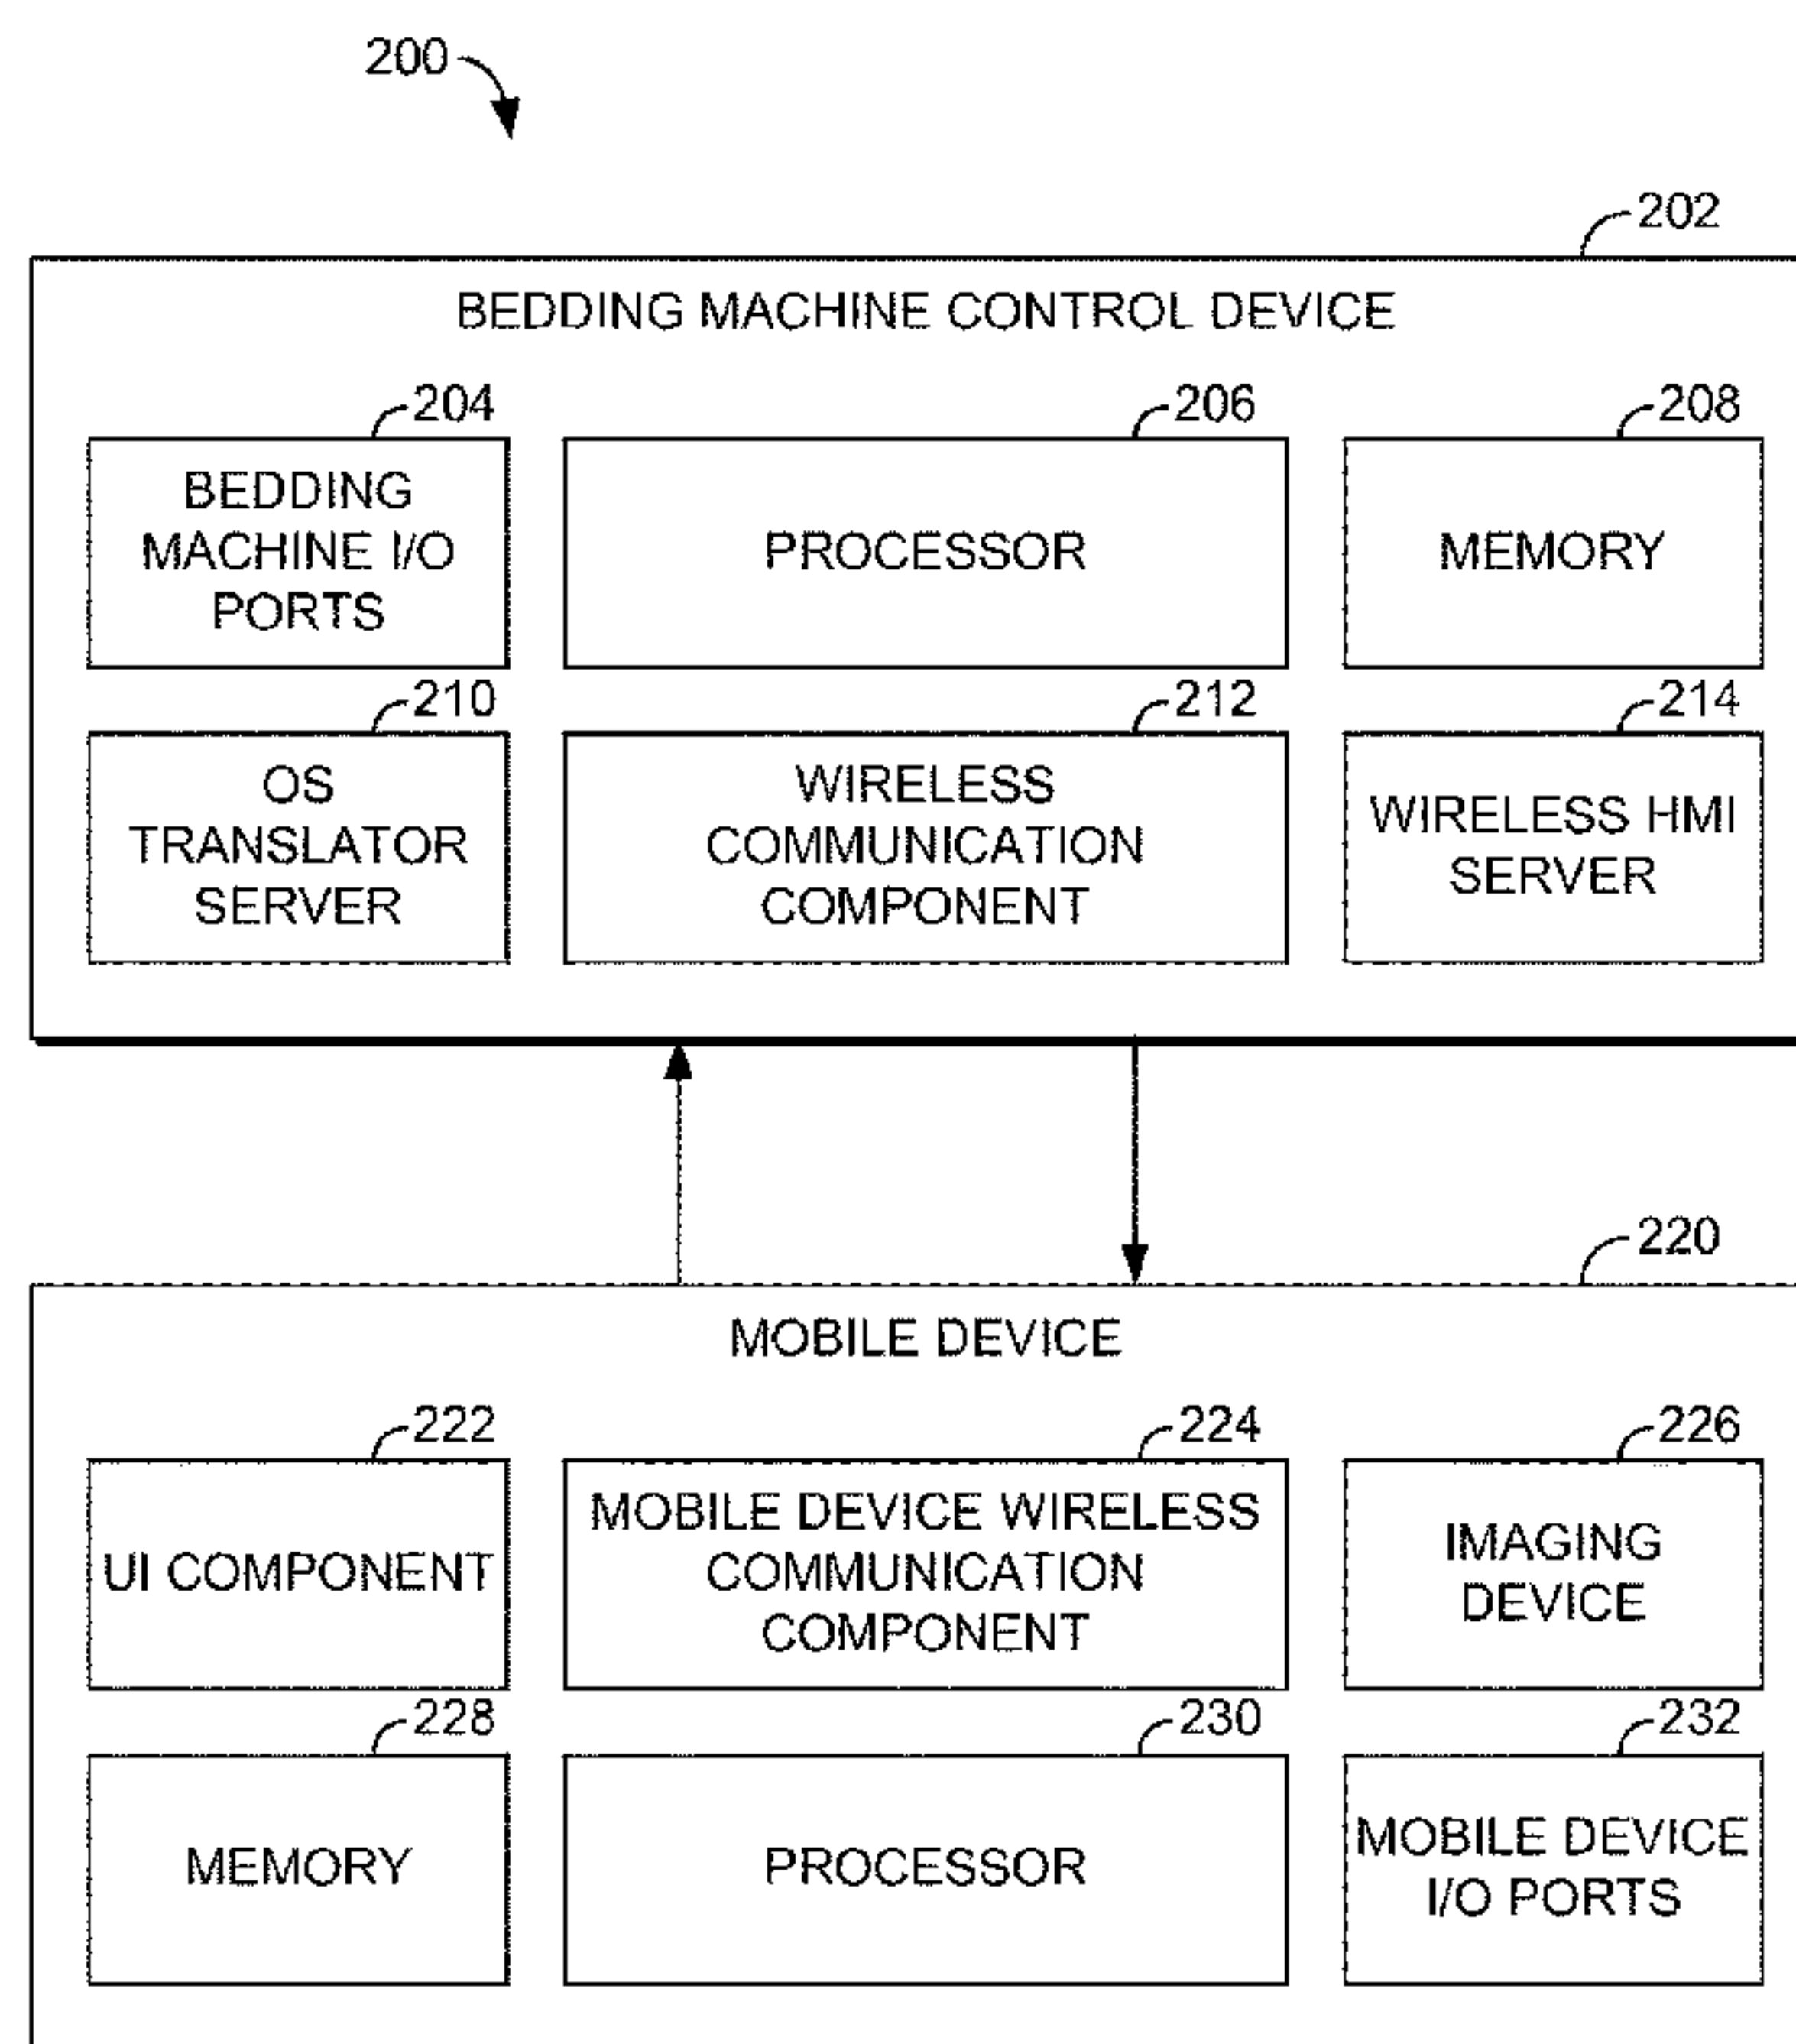 200
202
BEDDING MACHINE CONTROL DEVICE
204
206
208
BEDDING
MACHINE I/O
PORTS
PROCESSOR
MEMORY
210
212
214
OS
TRANSLATOR
SERVER
WIRELESS
COMMUNICATION
COMPONENT
WIRELESS HMI
SERVER
220
MOBILE DEVICE
222
224
226
UI COMPONENT
MOBILE DEVICE WIRELESS
COMMUNICATION
COMPONENT
IMAGING
DEVICE
228
230
232
MEMORY
PROCESSOR
MOBILE DEVICE
I/O PORTS